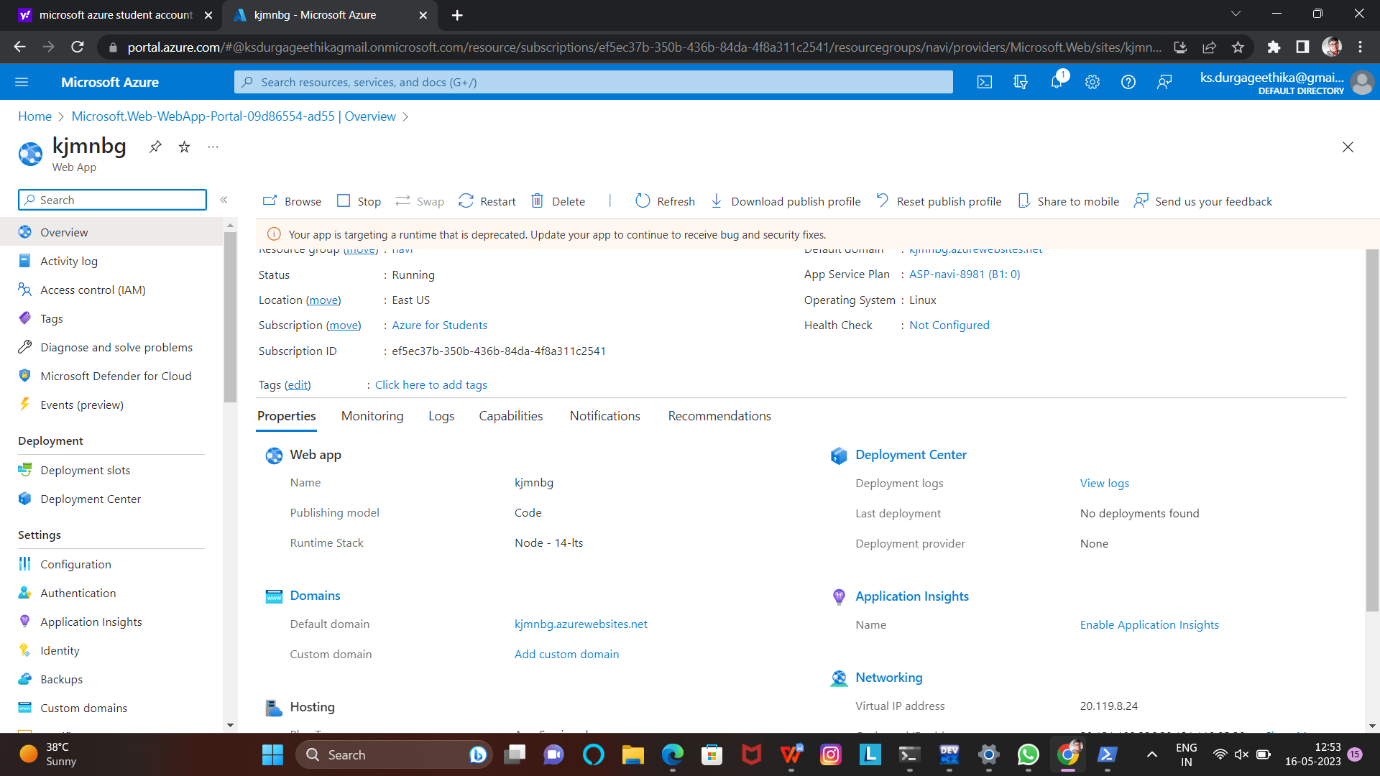 microsoft azure student account
kjmnbg - Microsoft Azure
portal.azure.com/#@ksdurgageethikagmail.onmicrosoft.com/resource/subscriptions/ef5ec37b-350b-436b-84da-4f8a311c2541/resourcegroups/navi/providers/Microsoft.Web/sites/kjmn...
Microsoft Azure
Search resources, services, and docs (G+/)
1
ks.durgageethika@gmai...
DEFAULT DIRECTORY
Home > Microsoft.Web-WebApp-Portal-09d86554-ad55 | Overview >
kjmnbg
...
Web App
Search
«
Browse Stop Swap Restart Delete | Refresh Download publish profile Reset publish profile Share to mobile Send us your feedback
Your app is targeting a runtime that is deprecated. Update your app to continue to receive bug and security fixes.
Overview
Activity log
Access control (IAM)
Tags
Diagnose and solve problems
Microsoft Defender for Cloud
Events (preview)
Deployment
Deployment slots
Deployment Center
Settings
Configuration
Authentication
Application Insights
Identity
Backups
Custom domains
Resource group (move) : navi
Status : Running
Location (move) : East US
Subscription (move) : Azure for Students
Subscription ID : ef5ec37b-350b-436b-84da-4f8a311c2541
Default domain : kjmnbg.azurewebsites.net
App Service Plan : ASP-navi-8981 (B1: 0)
Operating System : Linux
Health Check : Not Configured
Tags (edit) : Click here to add tags
Properties Monitoring Logs Capabilities Notifications Recommendations
Web app
Name kjmnbg
Publishing model Code
Runtime Stack Node - 14-lts
Domains
Default domain kjmnbg.azurewebsites.net
Custom domain Add custom domain
Hosting
Deployment Center
Deployment logs View logs
Last deployment No deployments found
Deployment provider None
Application Insights
Name Enable Application Insights
Networking
Virtual IP address 20.119.8.24
38°C
Sunny
Search
ENG
IN
12:53
16-05-2023
15